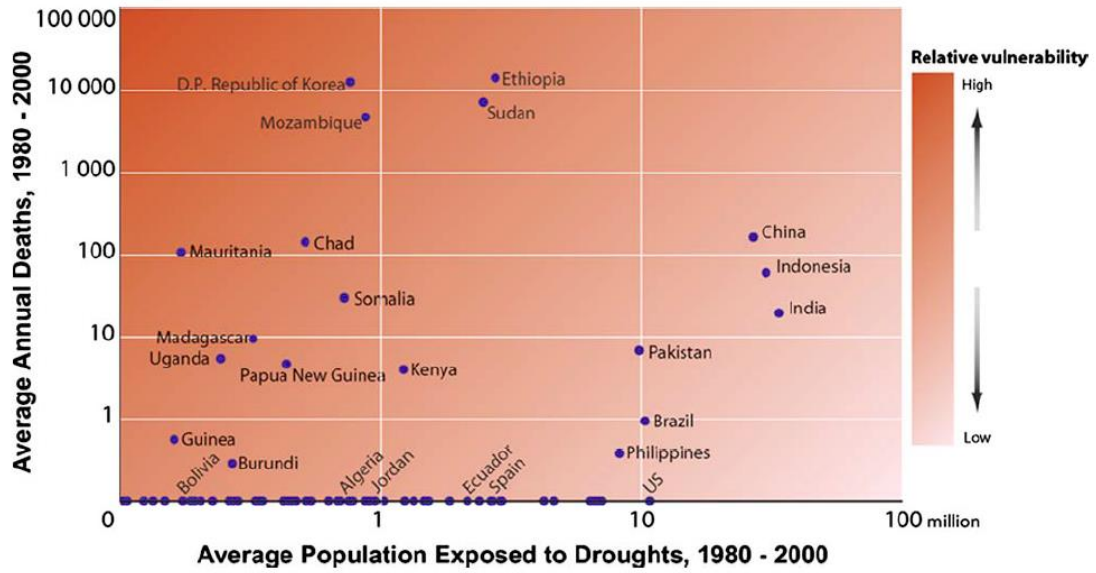 100 000
10 000
1 000
100
10
1
Average Annual Deaths, 1980 - 2000
D.P. Republic of Korea
Ethiopia
Sudan
Mozambique
China
Chad
Mauritania
Indonesia
Somalia
India
Madagascar
Uganda
Pakistan
Papua New Guinea
Kenya
Brazil
Guinea
Philippines
Burundi
Bolivia
Algeria
Jordan
Ecuador
Spain
US
0
1
10
100 million
Average Population Exposed to Droughts, 1980 - 2000
Relative vulnerability
High
Low